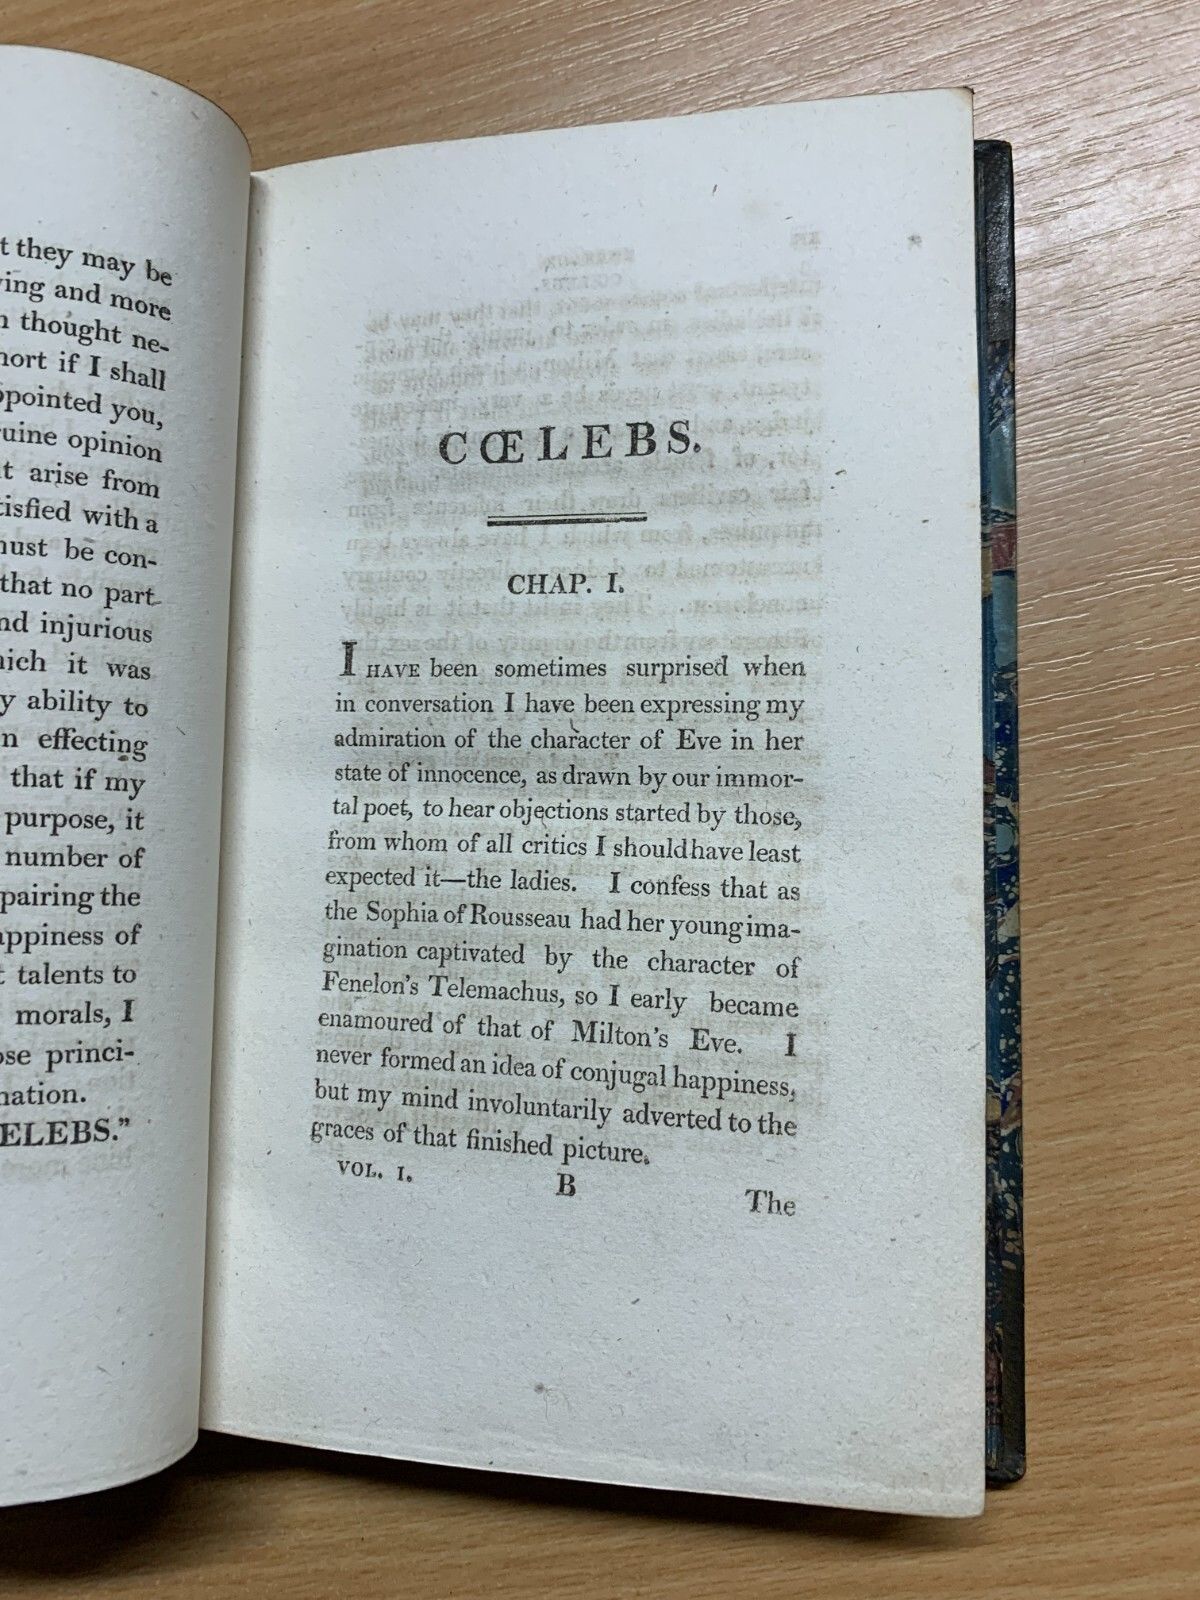 t they may be
ing and more
thought ne-
hort if I shall
ppointed you,
uine opinion
t arise from
tisfied with a
must be con-
that no part
nd injurious
hich it was
y ability to
n effecting
that if my
purpose, it
number of
pairing the
appiness of
t talents to
morals, I
ose princi-
nation.
ŒLEBS.”
CŒLEBS.
CHAP. I.
I HAVE been sometimes surprised when
in conversation I have been expressing my
admiration of the character of Eve in her
state of innocence, as drawn by our immor-
tal poet, to hear objections started by those,
from whom of all critics I should have least
expected it—the ladies. I confess that as
the Sophia of Rousseau had her young ima-
gination captivated by the character of
Fenelon's Telemachus, so I early became
enamoured of that of Milton's Eve. I
never formed an idea of conjugal happiness,
but my mind involuntarily adverted to the
graces of that finished picture.
VOL. I. B The